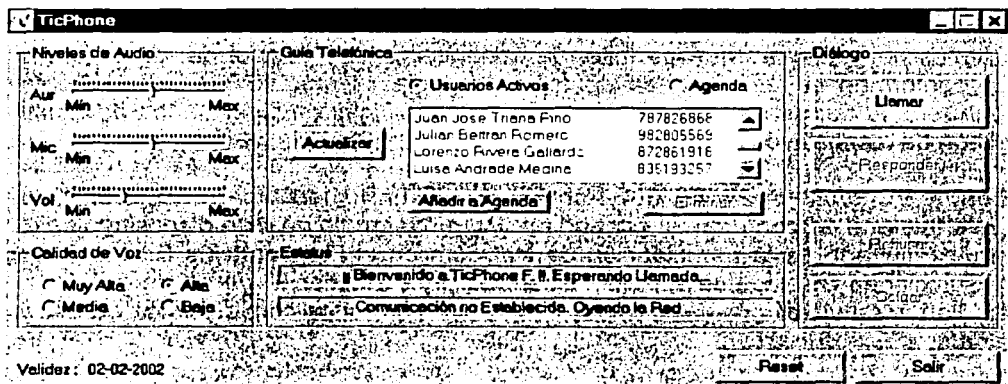 TicPhone
Niveles de Audio
Aur
Min Max
Mic
Min Max
Vol
Min Max
Guía Telefónica
Usuarios Activos Agenda
Actualizar
Juan Jose Triana Pino 787826868
Julian Beltran Romero 982805569
Lorenzo Rivera Gallardo 872861916
Luisa Andrade Medina 835193257
Añadir a Agenda Eliminar
Diálogo
Llamar
Responder
Colgar
Calidad de Voz
Muy Alta Alta
Media Baja
Estatus
Bienvenido a TicPhone F. II. Esperando Llamada...
Comunicación no Establecida. Oyendo la Red...
Validez: 02-02-2002
Reset Salir